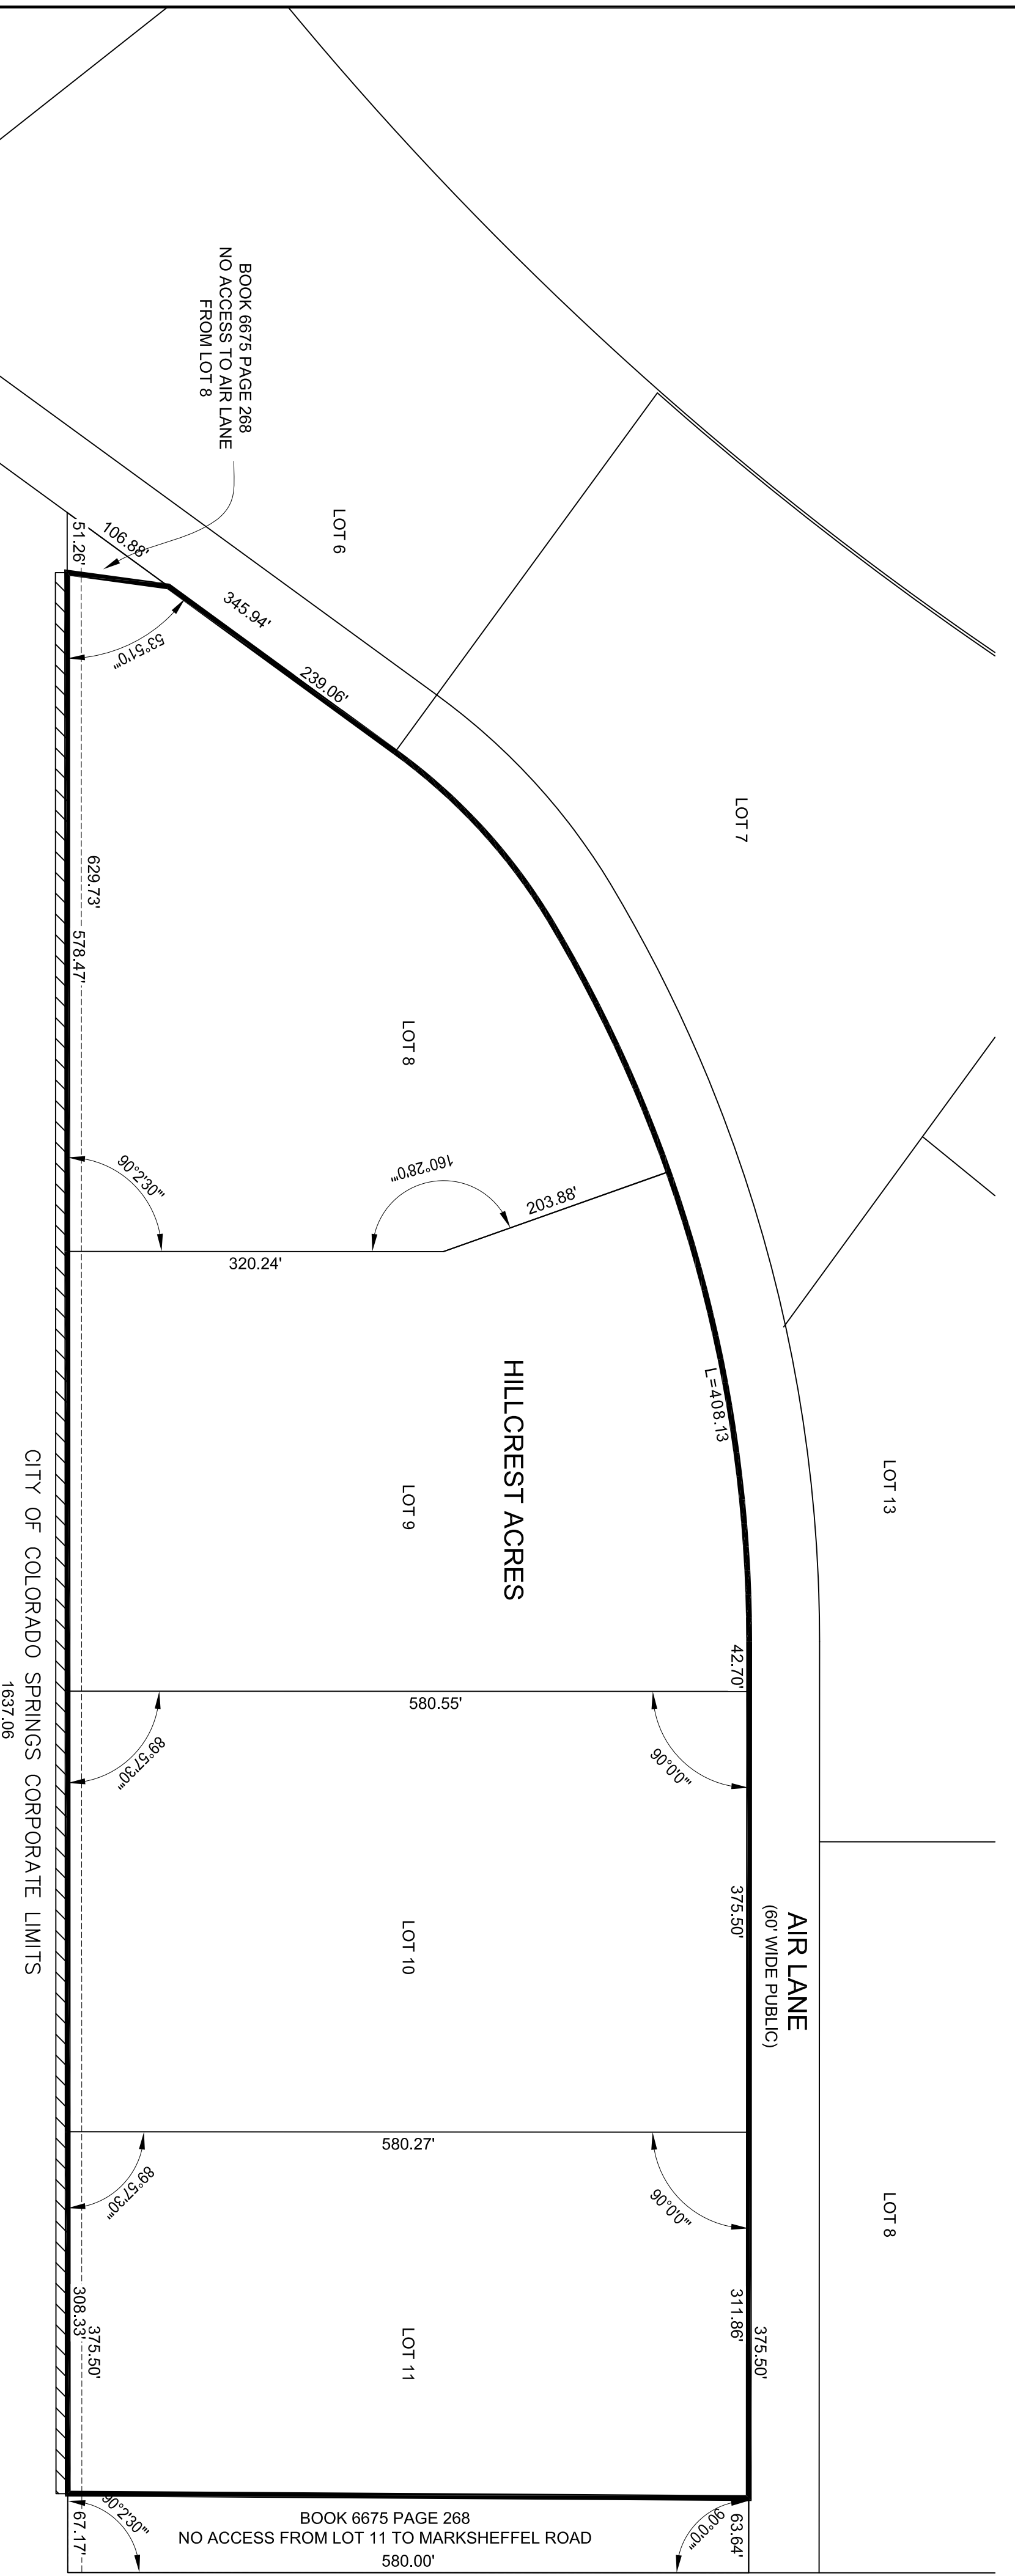 BOOK 6675 PAGE 268
NO ACCESS TO AIR LANE
FROM LOT 8
LOT 6
106.88'
51.26'
345.94'
53°51'0"'
239.06'
LOT 7
629.73'
578.47'
LOT 8
90°2'30"'
160°28'0"'
203.88'
320.24'
HILLCREST ACRES
L=408.13
LOT 9
LOT 13
CITY OF COLORADO SPRINGS CORPORATE LIMITS
1637.06
42.70'
580.55'
89°57'30"'
90°0'0"'
375.50'
AIR LANE
(60' WIDE PUBLIC)
LOT 10
580.27'
89°57'30"'
90°0'0"'
LOT 8
308.33'
375.50'
311.86'
375.50'
LOT 11
90°2'30"'
67.17'
BOOK 6675 PAGE 268
NO ACCESS FROM LOT 11 TO MARKSHEFFEL ROAD
580.00'
90°0'0"'
63.64'